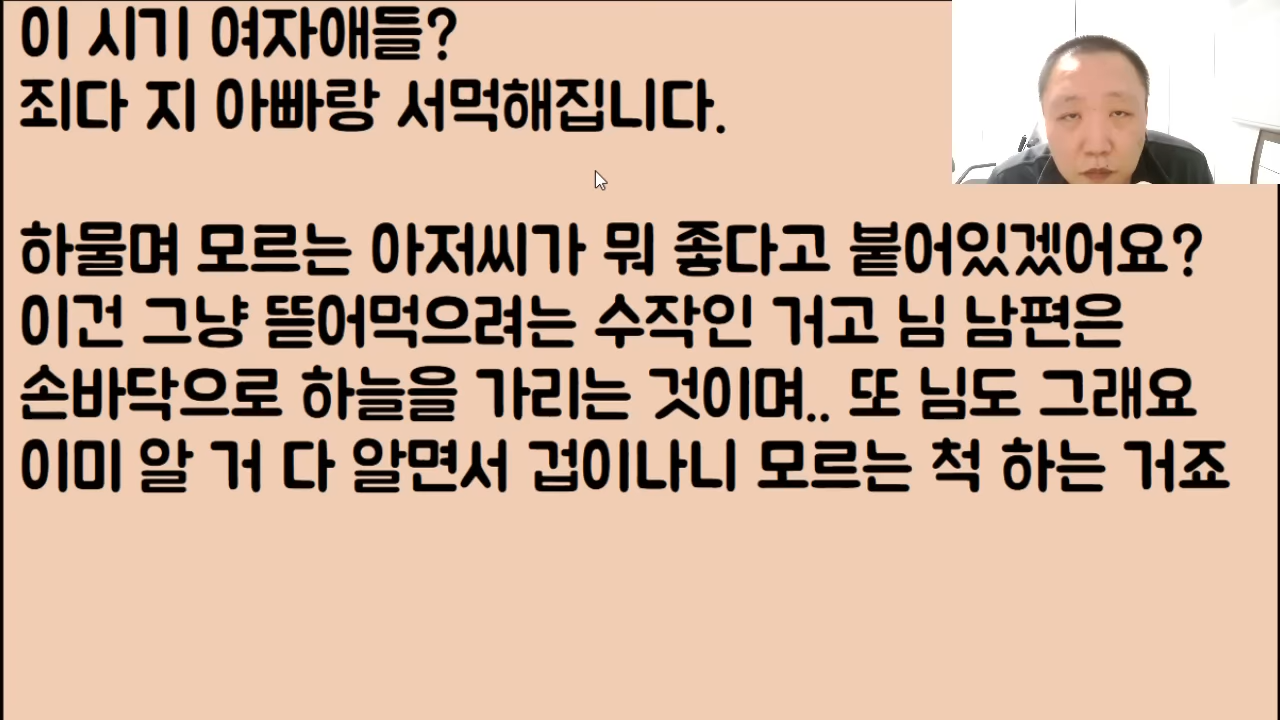 이 시기 여자애들?
죄다 지 아빠랑 서먹해집니다.
하물며 모르는 아저씨가 뭐 좋다고 붙어있겠어요?
이건 그냥 뜯어먹으려는 수작인 거고 님 남편은
손바닥으로 하늘을 가리는 것이며.. 또 님도 그래요
이미 알 거 다 알면서 겁이나니 모르는 척 하는 거죠